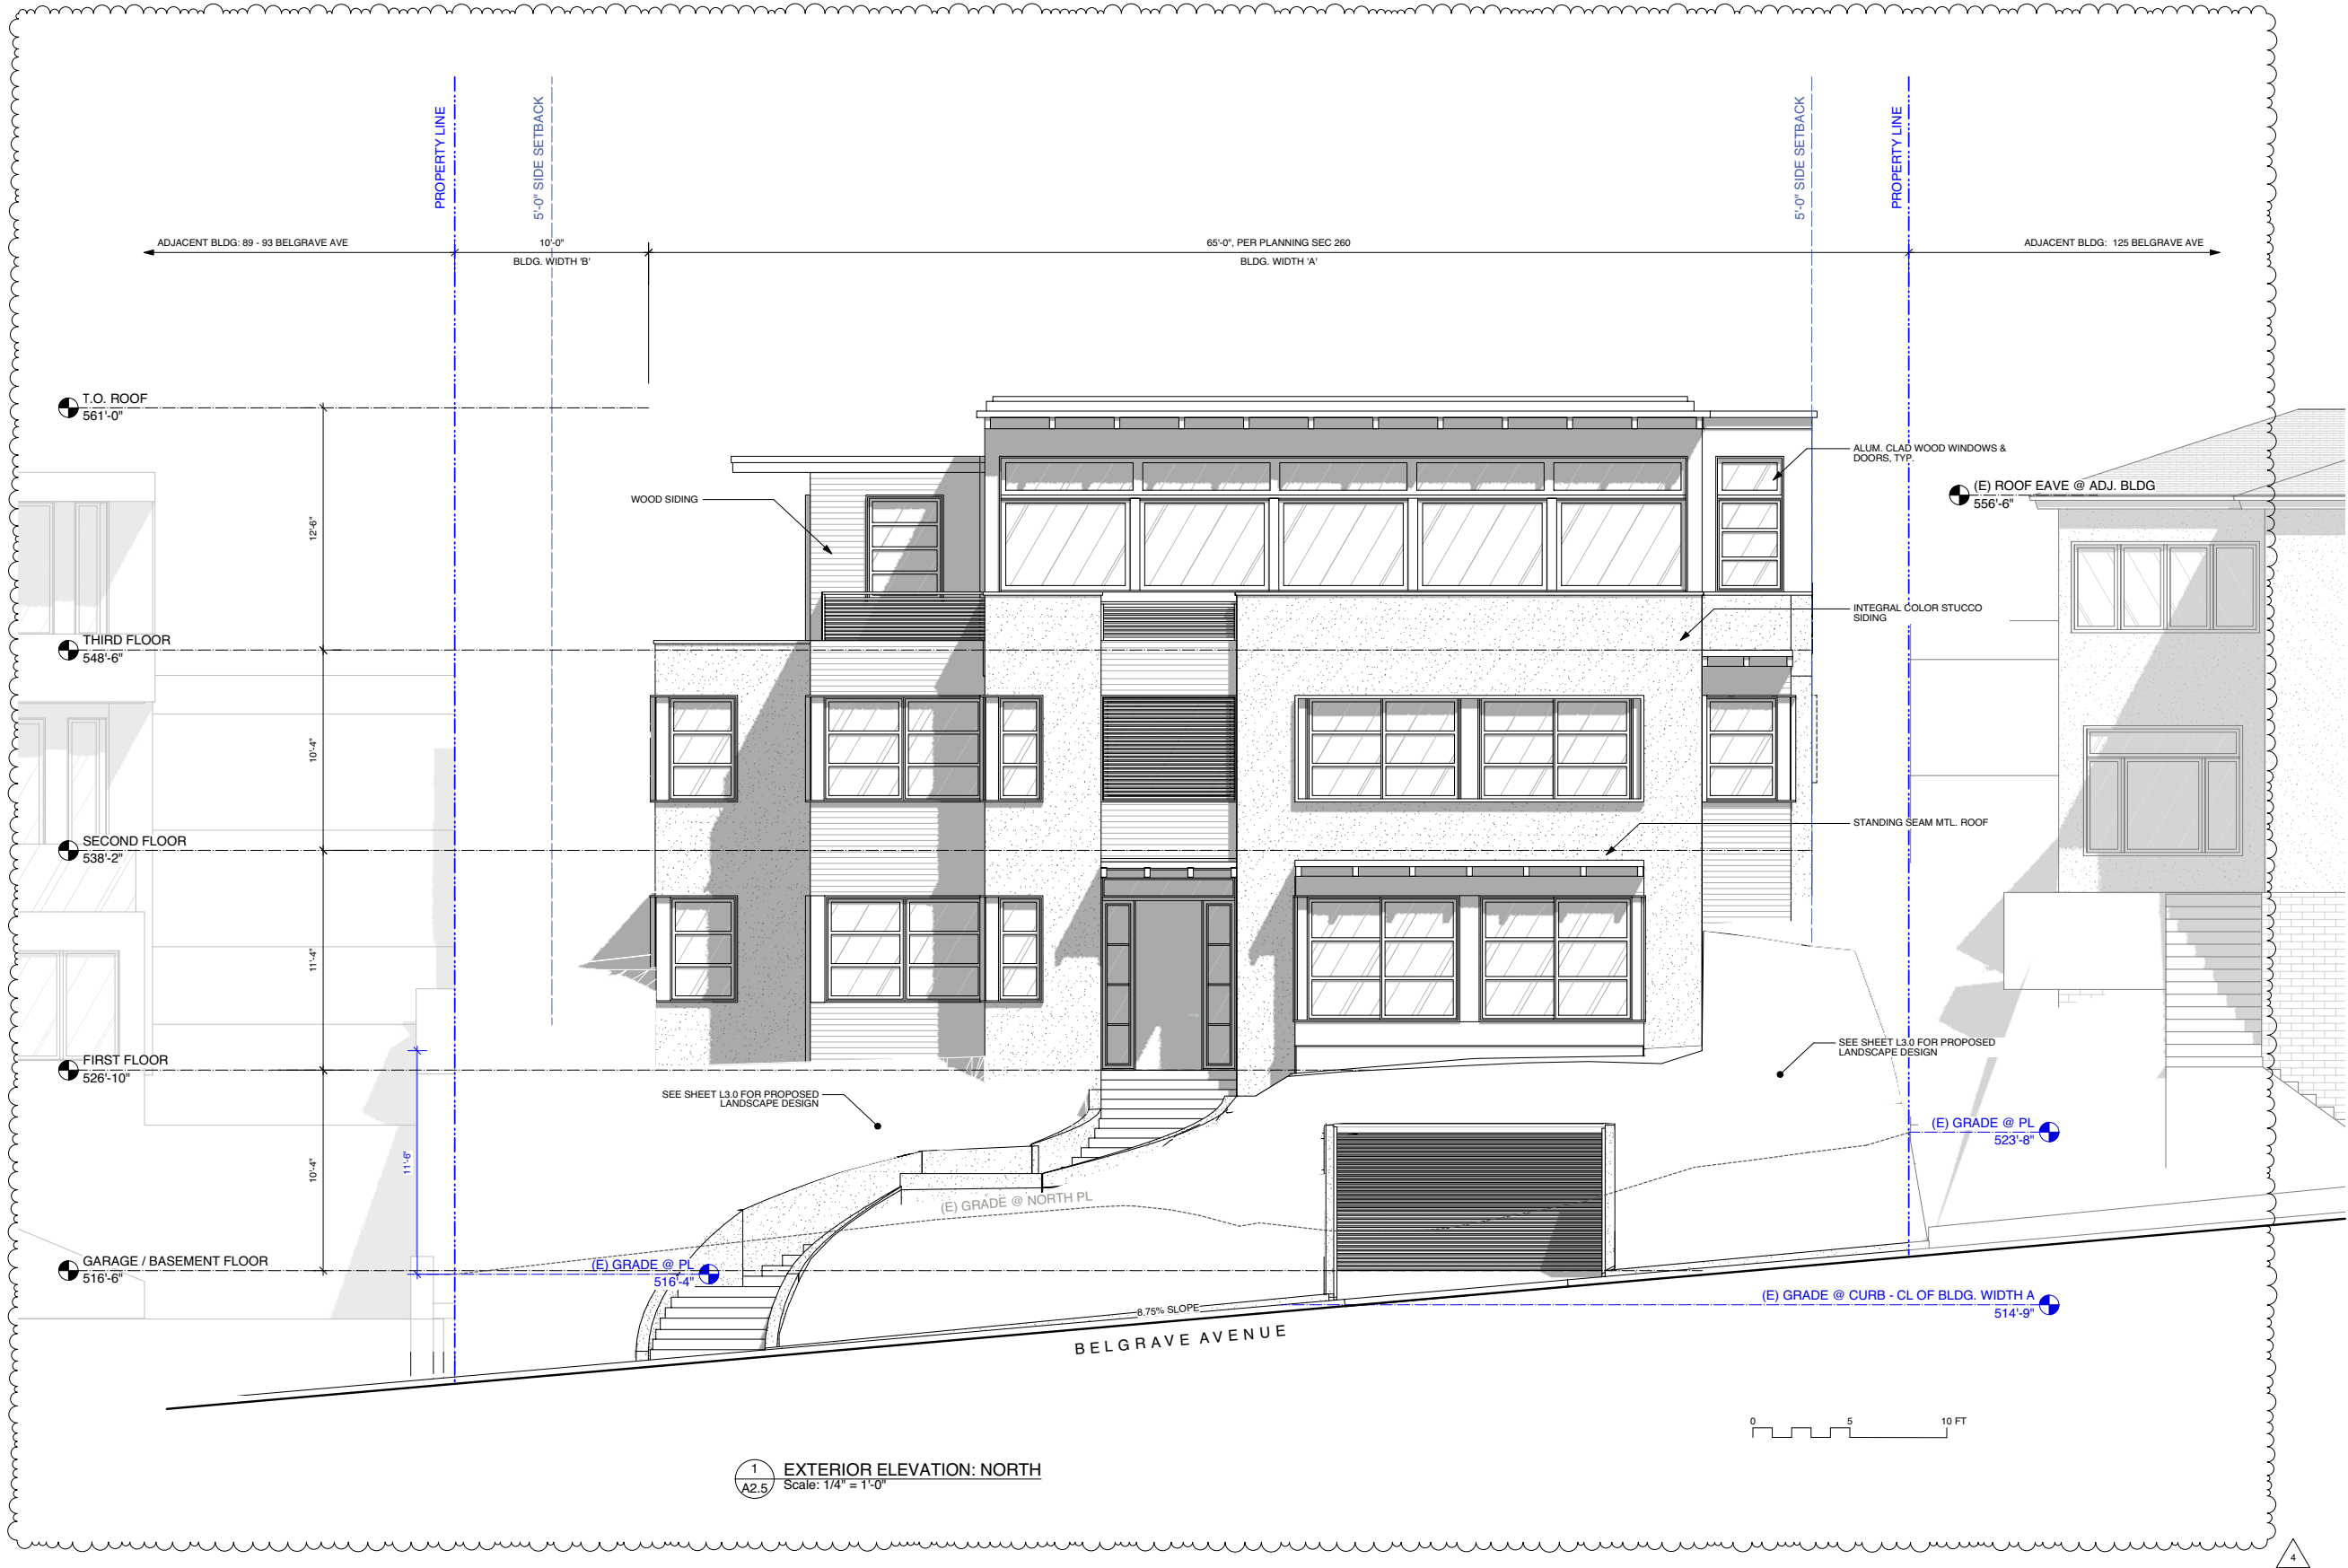 PROPERTY LINE
5'-0" SIDE SETBACK
5'-0" SIDE SETBACK
PROPERTY LINE
ADJACENT BLDG: 89 - 93 BELGRAVE AVE
10'-0"
BLDG. WIDTH 'B'
65'-0", PER PLANNING SEC 260
BLDG. WIDTH 'A'
ADJACENT BLDG: 125 BELGRAVE AVE
T.O. ROOF
561'-0"
12'-6"
WOOD SIDING
ALUM. CLAD WOOD WINDOWS &
DOORS, TYP.
(E) ROOF EAVE @ ADJ. BLDG
556'-6"
INTEGRAL COLOR STUCCO
SIDING
THIRD FLOOR
548'-6"
10'-4"
STANDING SEAM MTL. ROOF
SECOND FLOOR
538'-2"
11'-4"
FIRST FLOOR
526'-10"
SEE SHEET L3.0 FOR PROPOSED
LANDSCAPE DESIGN
SEE SHEET L3.0 FOR PROPOSED
LANDSCAPE DESIGN
(E) GRADE @ PL
523'-8"
11'-6"
10'-4"
(E) GRADE @ NORTH PL
GARAGE / BASEMENT FLOOR
516'-6"
(E) GRADE @ PL
516'-4"
8.75% SLOPE
(E) GRADE @ CURB - CL OF BLDG. WIDTH A
514'-9"
BELGRAVE AVENUE
0 5 10 FT
1
A2.5
EXTERIOR ELEVATION: NORTH
Scale: 1/4" = 1'-0"
4